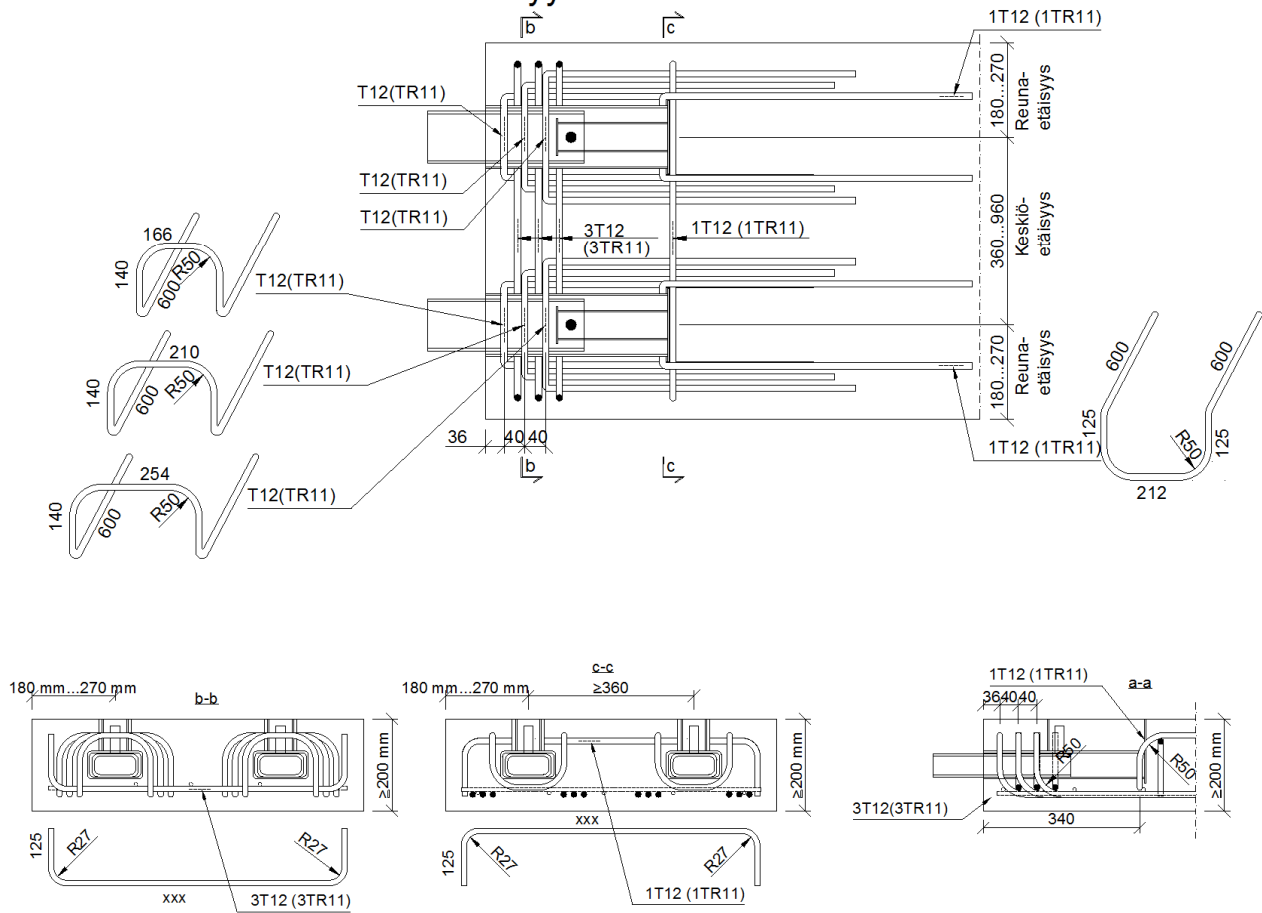 b
c
1T12 (1TR11)
T12(TR11)
T12(TR11)
T12(TR11)
3T12
(3TR11)
1T12 (1TR11)
180...270
Reuna-
etäisyys
360...960
Keskiö-
etäisyys
180...270
Reuna-
etäisyys
166
140
R50
600
T12(TR11)
210
140
R50
600
T12(TR11)
254
140
R50
600
T12(TR11)
36
40
40
b
c
1T12 (1TR11)
600
600
125
R50
125
212
180 mm...270 mm
b-b
≥200 mm
125
R27
R27
xxx
3T12 (3TR11)
c-c
180 mm...270 mm
≥360
≥200 mm
xxx
125
R27
R27
1T12 (1TR11)
1T12 (1TR11)
a-a
36
40
40
R50
R50
≥200 mm
3T12(3TR11)
340